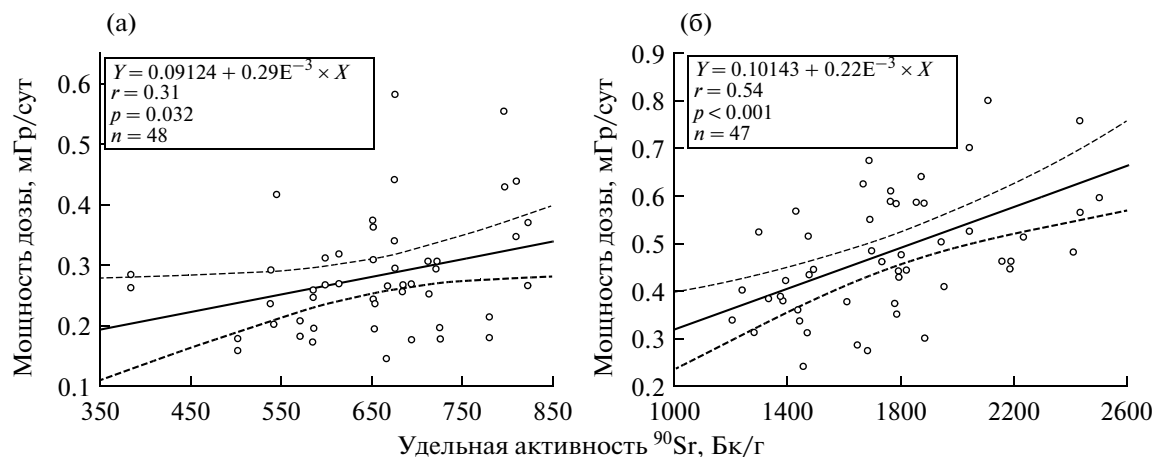 (а)
(б)
0.6
0.5
0.4
0.3
0.2
0.1
Мощность дозы, мГр/сут
Y = 0.09124 + 0.29E⁻³ × X
r = 0.31
p = 0.032
n = 48
350 450 550 650 750 850
0.9
0.8
0.7
0.6
0.5
0.4
0.3
0.2
Мощность дозы, мГр/сут
Y = 0.10143 + 0.22E⁻³ × X
r = 0.54
p < 0.001
n = 47
1000 1400 1800 2200 2600
Удельная активность ⁹⁰Sr, Бк/г